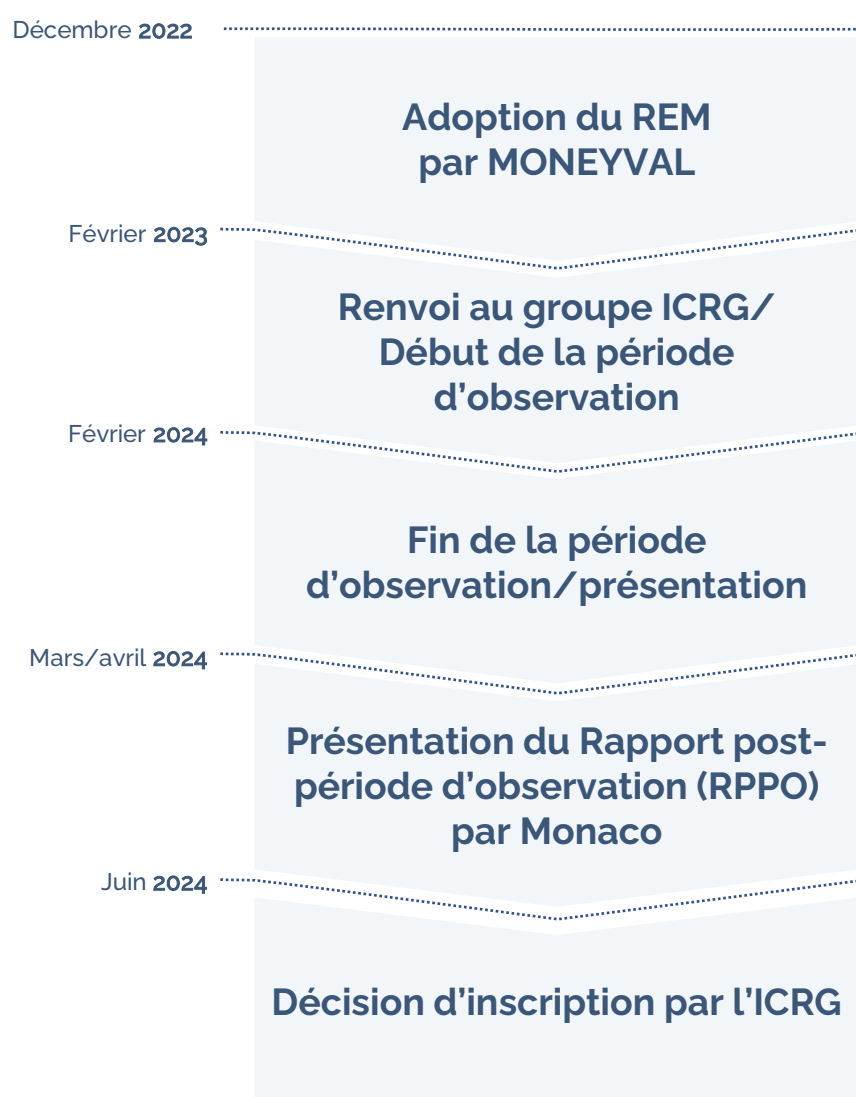 Décembre 2022
Adoption du REM
par MONEYVAL
Février 2023
Renvoi au groupe ICRG/
Début de la période
d’observation
Février 2024
Fin de la période
d’observation/présentation
Mars/avril 2024
Présentation du Rapport post-
période d’observation (RPPO)
par Monaco
Juin 2024
Décision d’inscription par l’ICRG